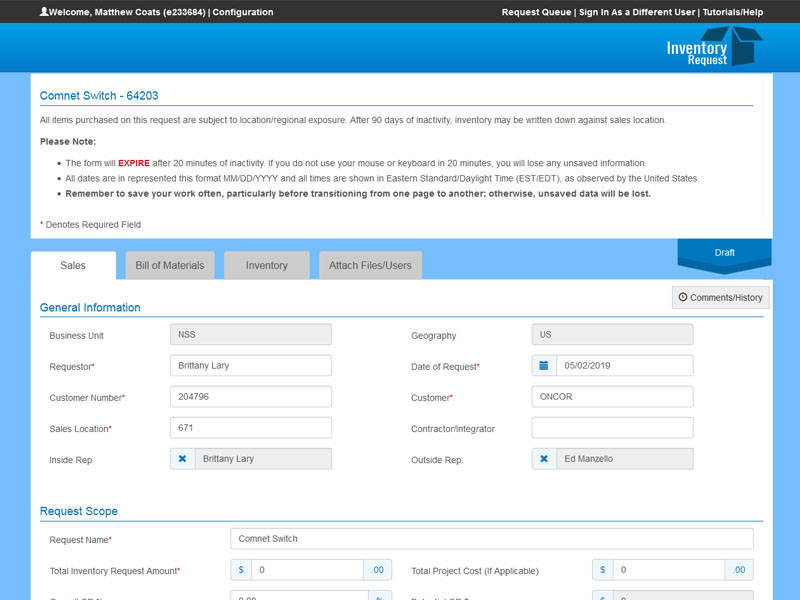 Welcome, Matthew Coats (e233684) | Configuration
Request Queue | Sign In As a Different User | Tutorials/Help
Inventory
Request
Comnet Switch - 64203
All items purchased on this request are subject to location/regional exposure. After 90 days of inactivity, inventory may be written down against sales location.
Please Note:
• The form will EXPIRE after 20 minutes of inactivity. If you do not use your mouse or keyboard in 20 minutes, you will lose any unsaved information.
• All dates are in represented this format MM/DD/YYYY and all times are shown in Eastern Standard/Daylight Time (EST/EDT), as observed by the United States.
• Remember to save your work often, particularly before transitioning from one page to another; otherwise, unsaved data will be lost.
* Denotes Required Field
Sales Bill of Materials Inventory Attach Files/Users
Draft
Comments/History
General Information
Business Unit NSS Geography US
Requestor* Brittany Lary Date of Request* 05/02/2019
Customer Number* 204796 Customer* ONCOR
Sales Location* 671 Contractor/Integrator
Inside Rep. Brittany Lary Outside Rep. Ed Manzello
Request Scope
Request Name* Comnet Switch
Total Inventory Request Amount* $ 0 .00 Total Project Cost (If Applicable) $ 0 .00